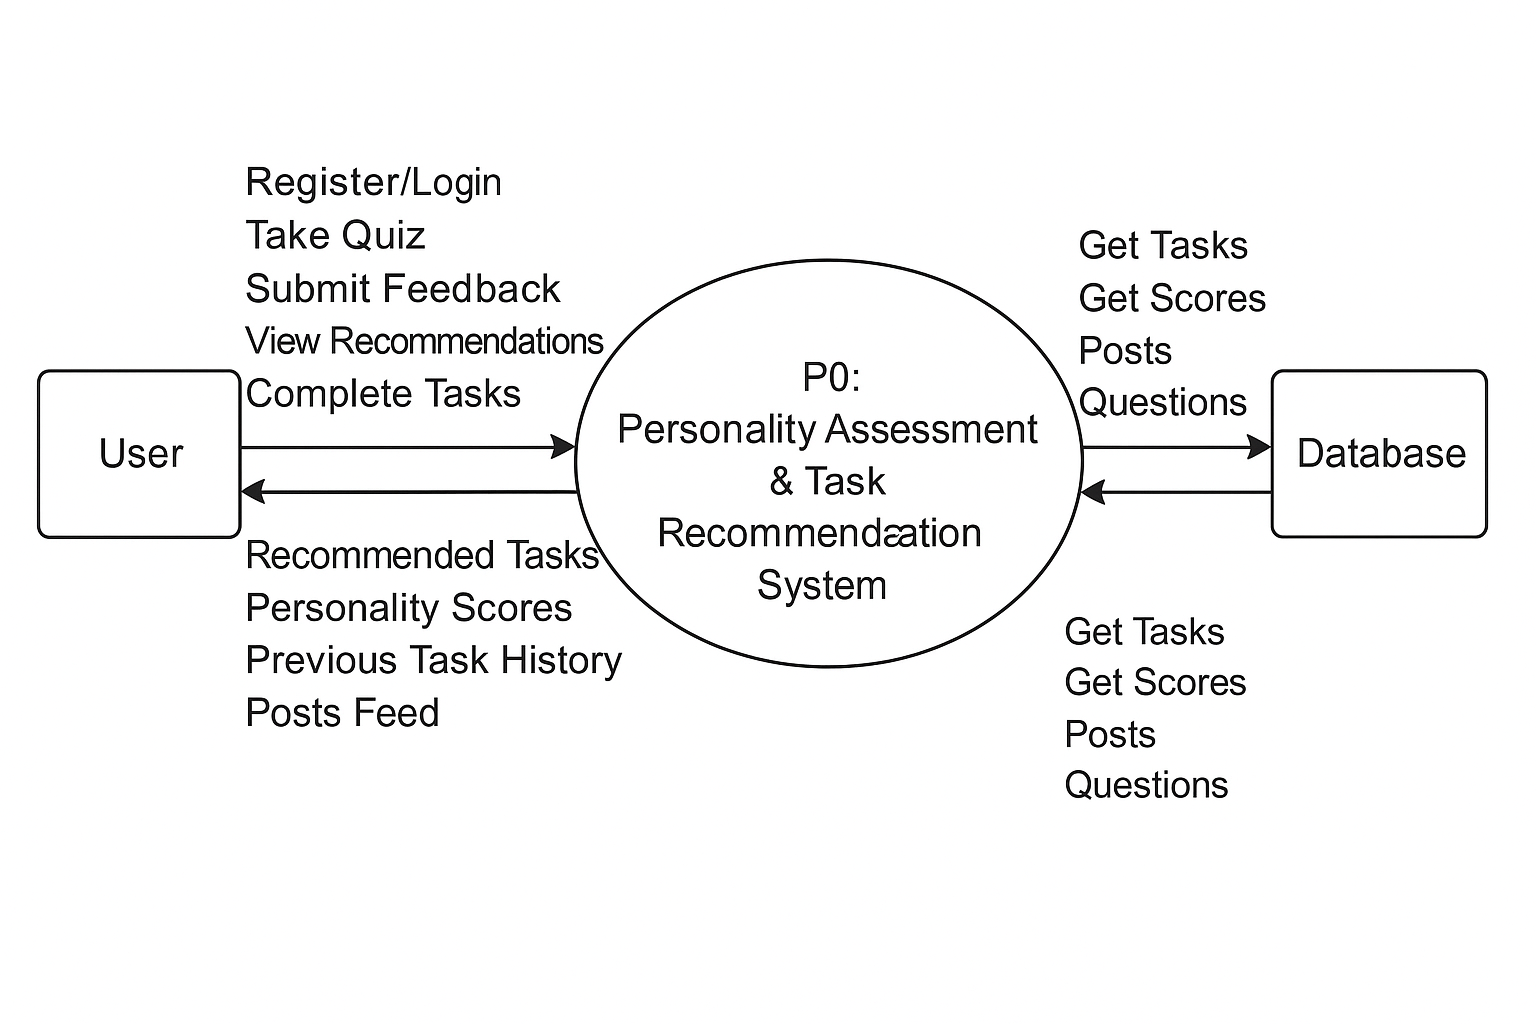 Register/Login
Take Quiz
Submit Feedback
View Recommendations
Complete Tasks
User
Recommended Tasks
Personality Scores
Previous Task History
Posts Feed
P0:
Personality Assessment
& Task
Recommendæation
System
Get Tasks
Get Scores
Posts
Questions
Database
Get Tasks
Get Scores
Posts
Questions